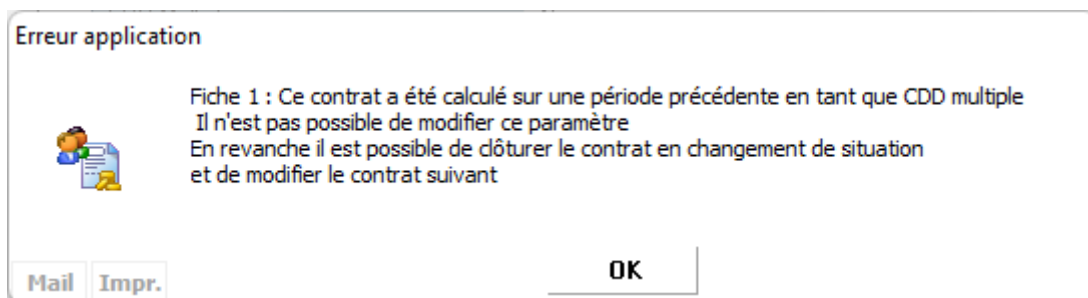 Erreur application
Fiche 1 : Ce contrat a été calculé sur une période précédente en tant que CDD multiple
Il n'est pas possible de modifier ce paramètre
En revanche il est possible de clôturer le contrat en changement de situation
et de modifier le contrat suivant
OK
Mail Impr.